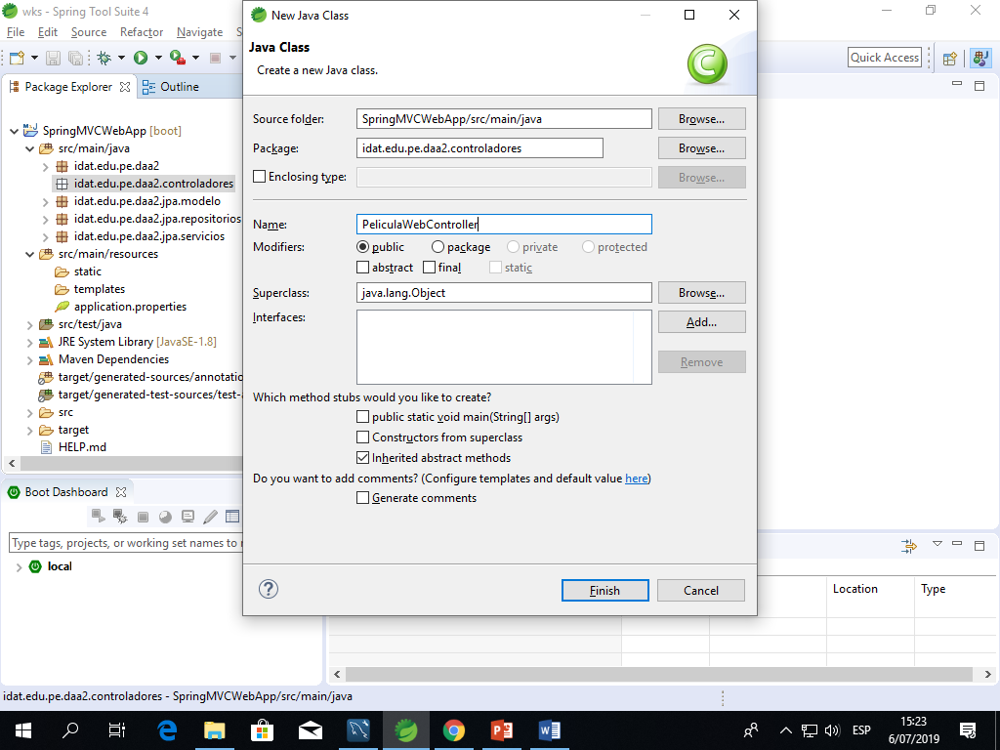 wks - Spring Tool Suite 4
File Edit Source Refactor Navigate
Quick Access
Package Explorer
Outline
SpringMVCWebApp [boot]
src/main/java
idat.edu.pe.daa2
idat.edu.pe.daa2.controladores
idat.edu.pe.daa2.jpa.modelo
idat.edu.pe.daa2.jpa.repositorios
idat.edu.pe.daa2.jpa.servicios
src/main/resources
static
templates
application.properties
src/test/java
JRE System Library [JavaSE-1.8]
Maven Dependencies
target/generated-sources/annotatio
target/generated-test-sources/test-
src
target
HELP.md
Boot Dashboard
Type tags, projects, or working set names to
local
New Java Class
Java Class
Create a new Java class.
Source folder: SpringMVCWebApp/src/main/java Browse...
Package: idat.edu.pe.daa2.controladores Browse...
Enclosing type: Browse...
Name: PeliculaWebController
Modifiers: public package private protected
abstract final static
Superclass: java.lang.Object Browse...
Interfaces: Add...
Remove
Which method stubs would you like to create?
public static void main(String[] args)
Constructors from superclass
Inherited abstract methods
Do you want to add comments? (Configure templates and default value here)
Generate comments
Finish Cancel
Location Type
idat.edu.pe.daa2.controladores - SpringMVCWebApp/src/main/java
ESP
15:23
6/07/2019